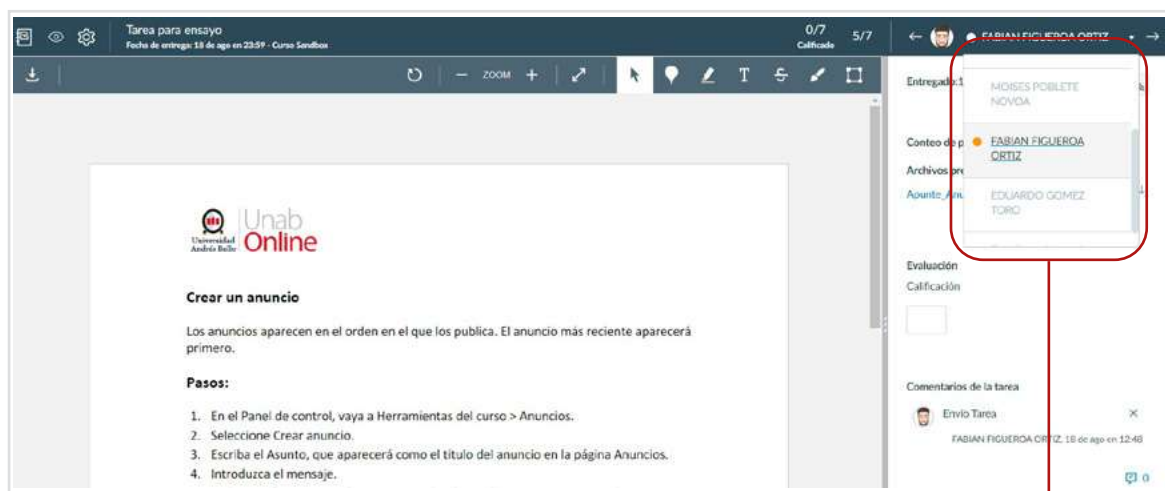 Tarea para ensayo
Fecha de entrega: 18 de ago en 23:59 - Curso Sandbox
0/7
Calificado
5/7
FABIAN FIGUEROA ORTIZ
ZOOM
T
S
Entregado:1
MOISES POBLETE
NOVOA
Conteo de p
FABIAN FIGUEROA
ORTIZ
Archivos pre
Apunte_Anu
EDUARDO GOMEZ
TORO
Universidad
Andrés Bello
Unab
Online
Evaluación
Calificación
Crear un anuncio
Los anuncios aparecen en el orden en el que los publica. El anuncio más reciente aparecerá
primero.
Pasos:
1. En el Panel de control, vaya a Herramientas del curso > Anuncios.
2. Seleccione Crear anuncio.
3. Escriba el Asunto, que aparecerá como el título del anuncio en la página Anuncios.
4. Introduzca el mensaje.
Comentarios de la tarea
Envío Tarea
FABIAN FIGUEROA ORTIZ, 18 de ago en 12:48
0